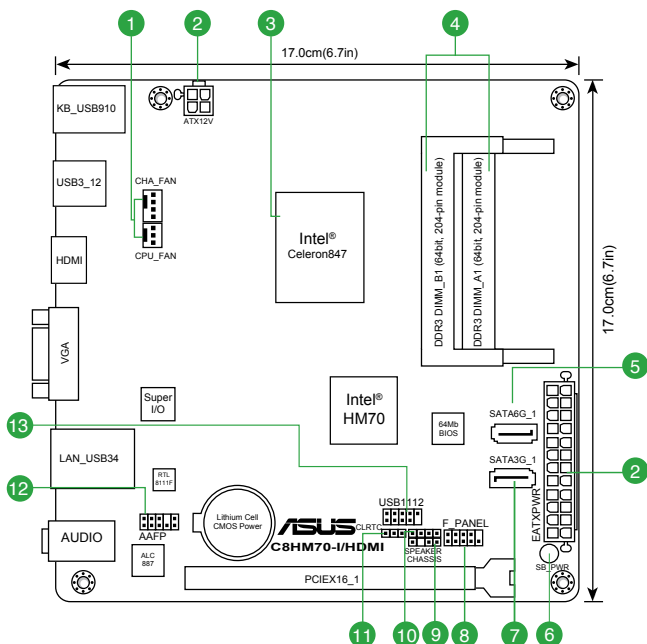 1
2
3
4
17.0cm(6.7in)
KB_USB910
ATX12V
USB3_12
CHA_FAN
CPU_FAN
HDMI
Intel®
Celeron847
DDR3 DIMM_B1 (64bit, 204-pin module)
DDR3 DIMM_A1 (64bit, 204-pin module)
17.0cm(6.7in)
VGA
Super
I/O
Intel®
HM70
64Mb
BIOS
5
SATA6G_1
13
LAN_USB34
RTL
8111F
SATA3G_1
2
EATXPWR
12
AAFP
Lithium Cell
CMOS Power
USB1112
ASUS
CLRTC
F_PANEL
AUDIO
ALC
887
C8HM70-I/HDMI
SPEAKER
CHASSIS
SB_PWR
PCIEX16_1
11
10
9
8
7
6